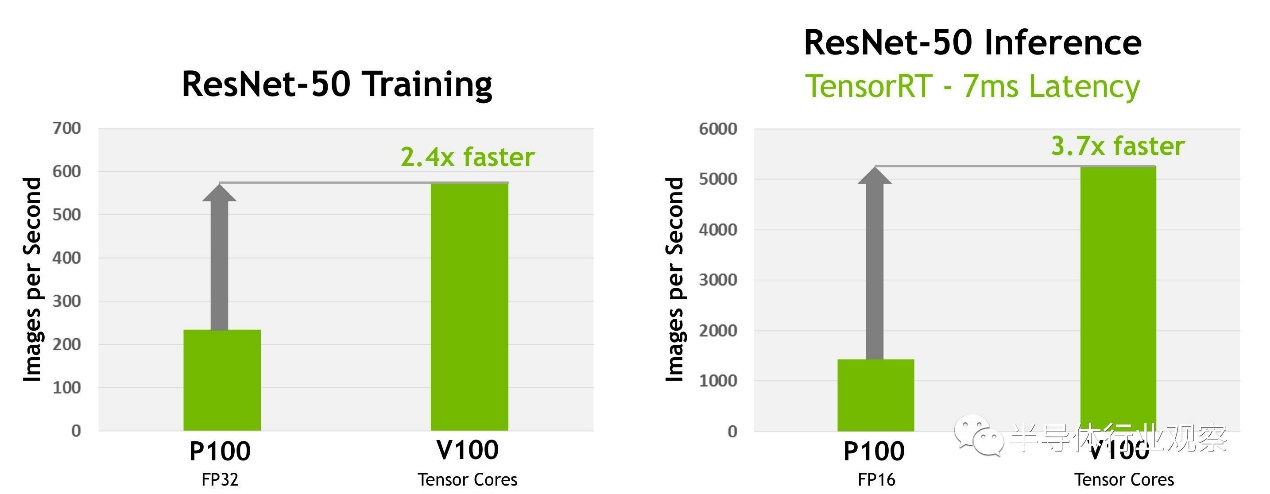 ResNet-50 Training
700
600
500
400
300
200
100
0
Images per Second
2.4x faster
P100
FP32
V100
Tensor Cores
ResNet-50 Inference
TensorRT - 7ms Latency
6000
5000
4000
3000
2000
1000
0
Images per Second
3.7x faster
P100
FP16
V100
Tensor Cores
半导体行业观察